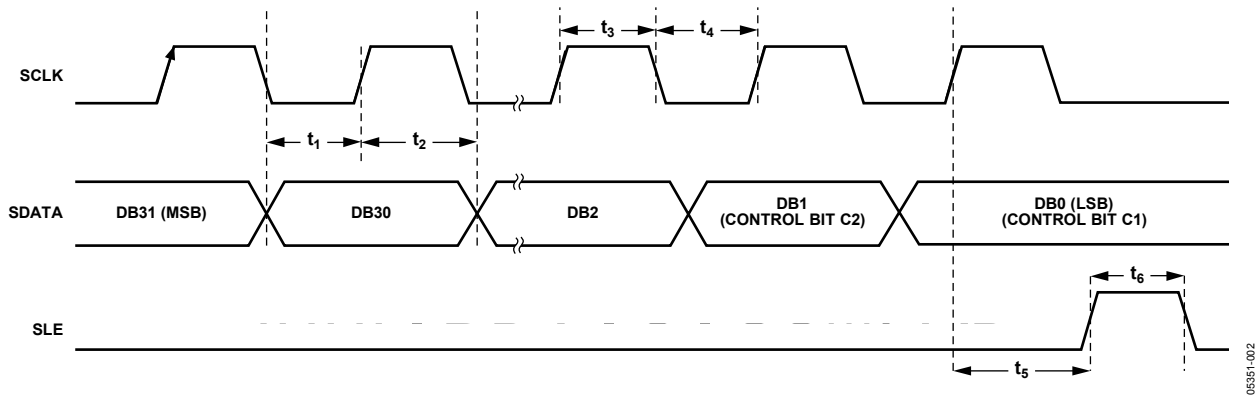 t3
t4
SCLK
t1
t2
SDATA
DB31 (MSB)
DB30
DB2
DB1
(CONTROL BIT C2)
DB0 (LSB)
(CONTROL BIT C1)
t6
SLE
t5
05351-002